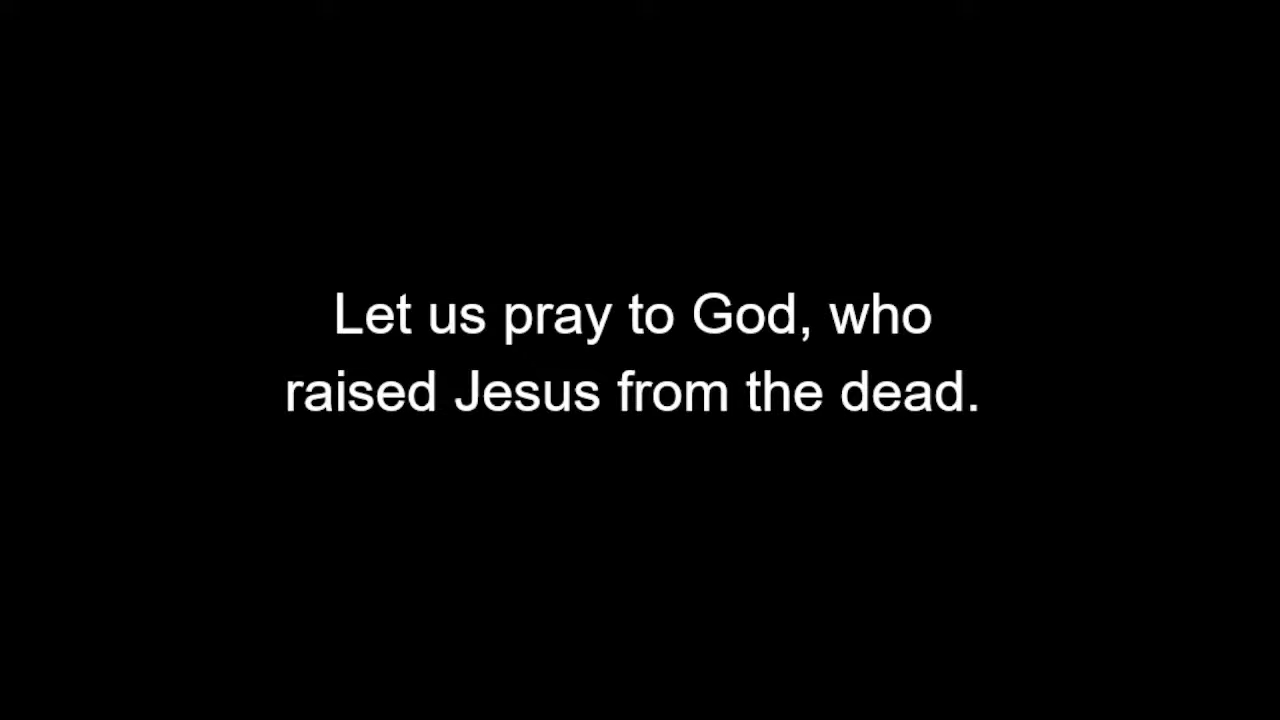 Let us pray to God, who
raised Jesus from the dead.